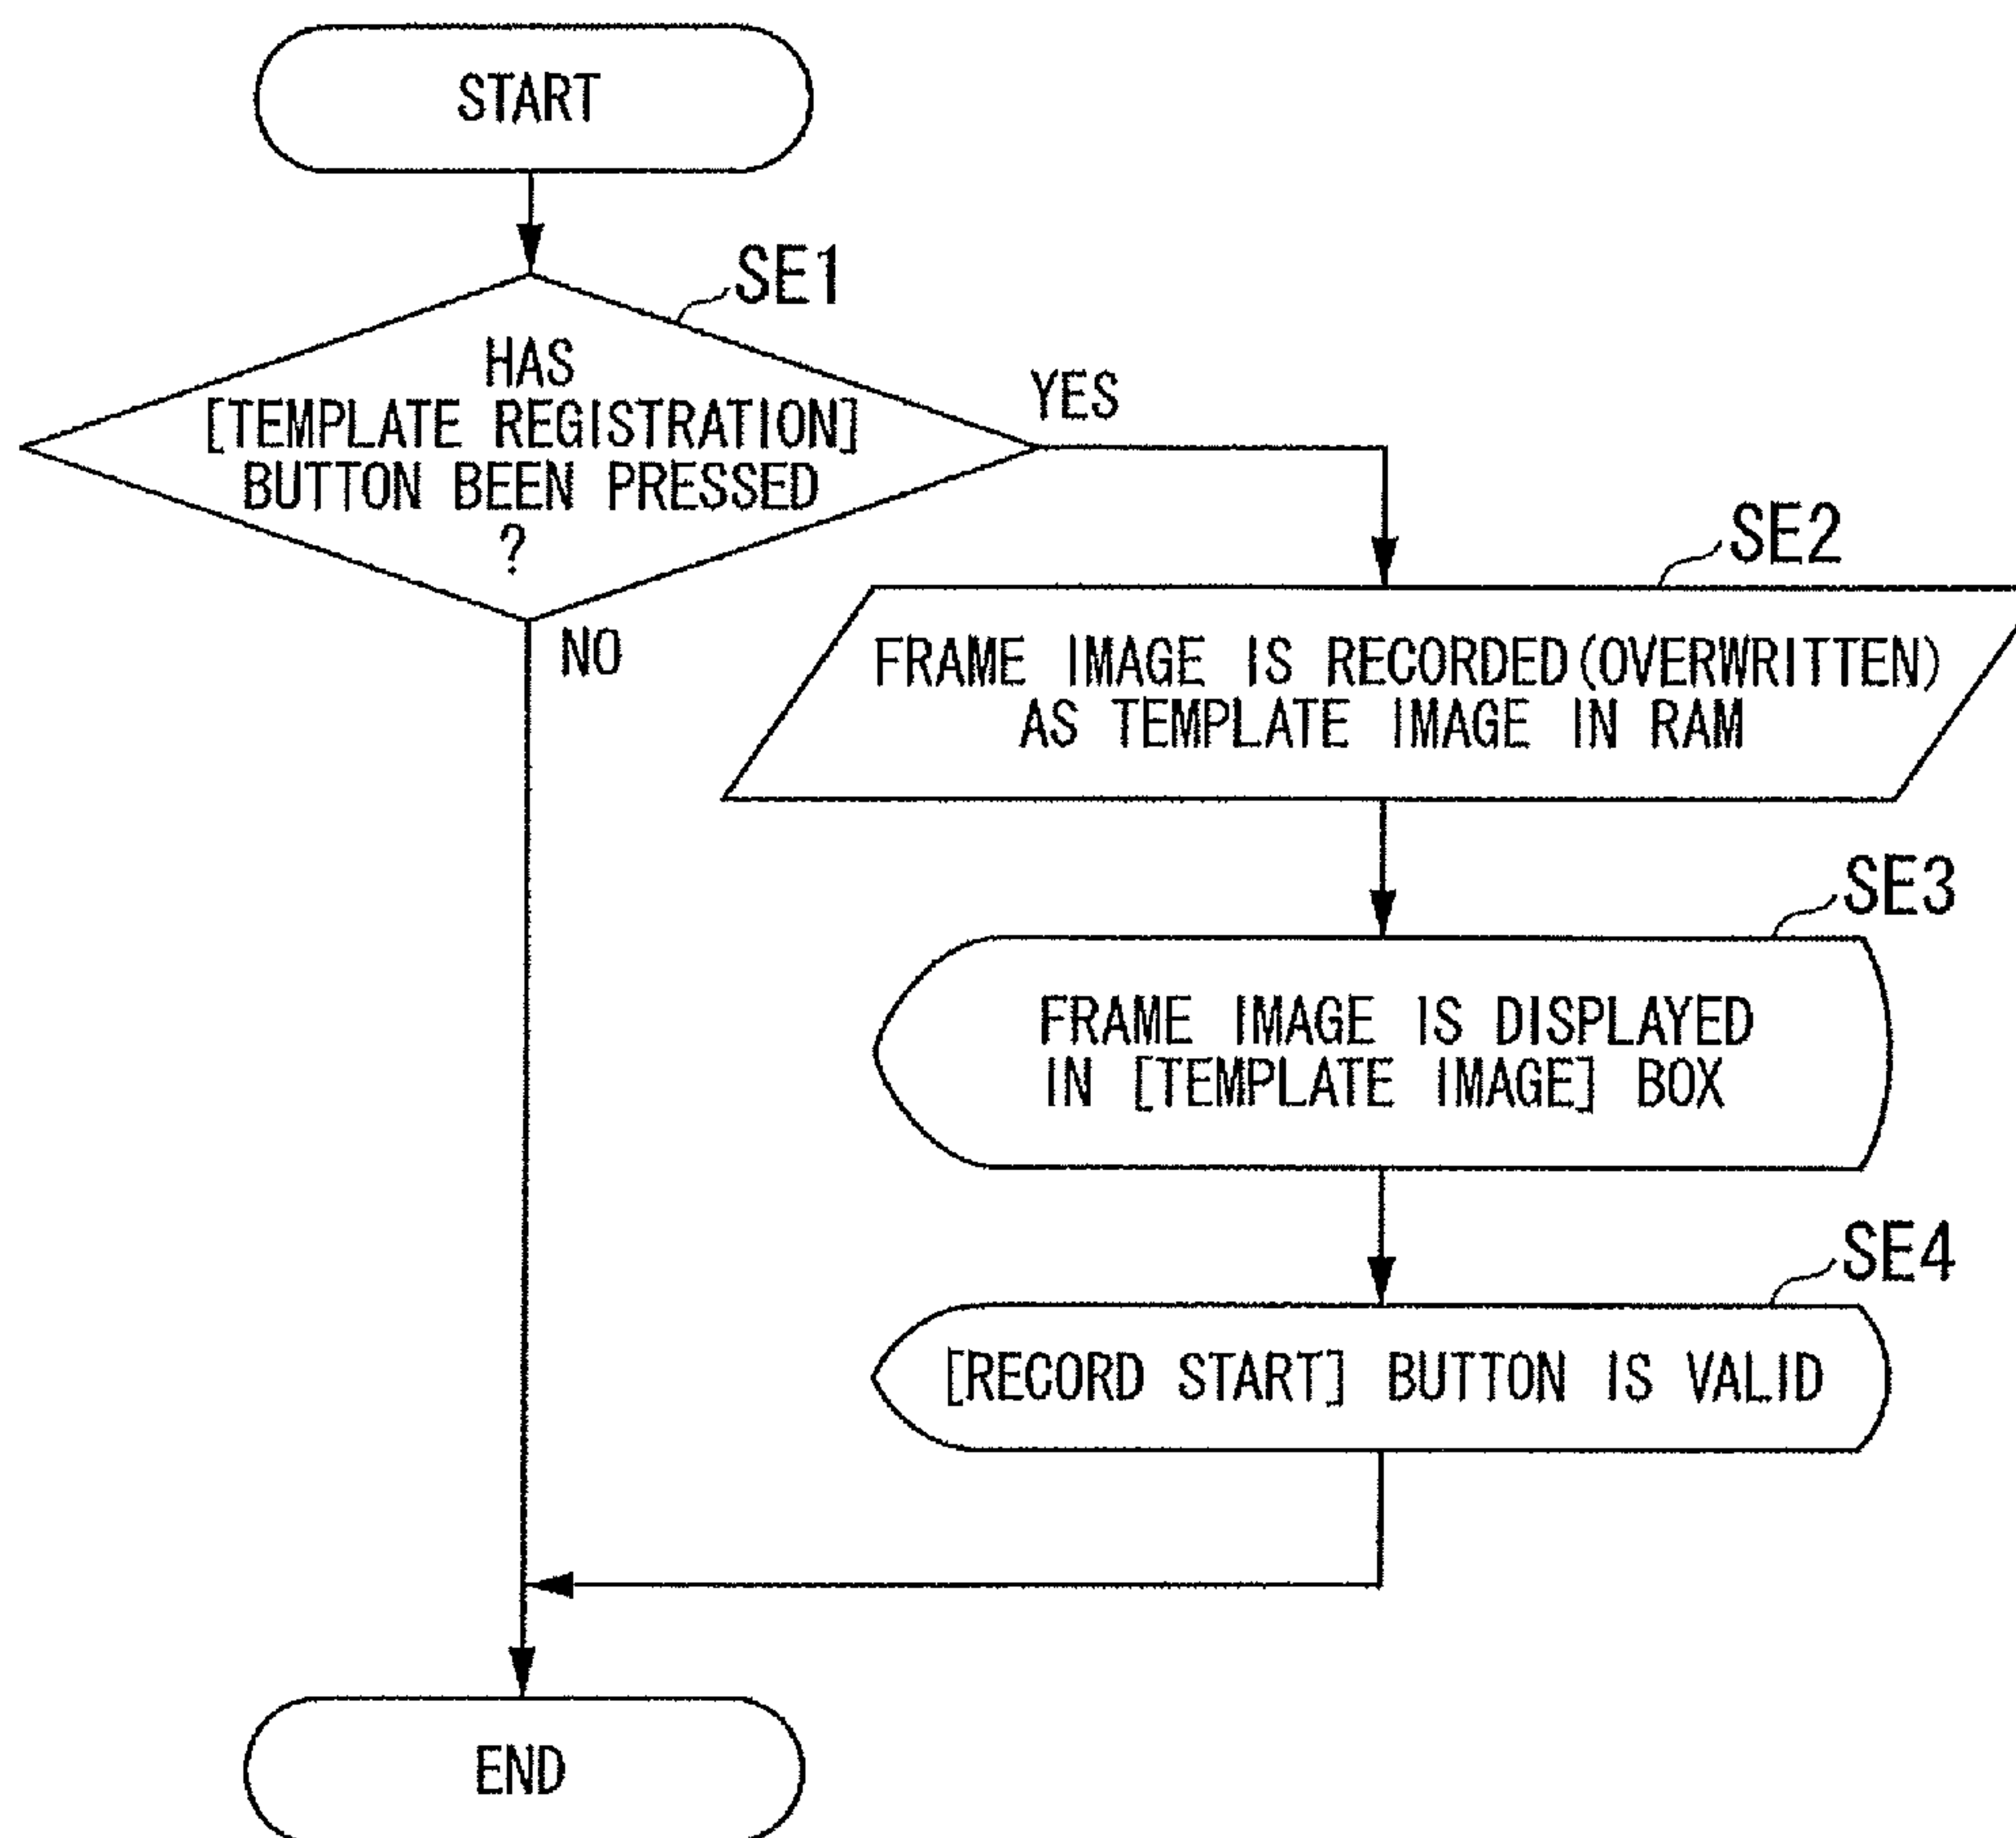 START
SE1
HAS
[TEMPLATE REGISTRATION]
BUTTON BEEN PRESSED
?
YES
NO
SE2
FRAME IMAGE IS RECORDED(OVERWRITTEN)
AS TEMPLATE IMAGE IN RAM
SE3
FRAME IMAGE IS DISPLAYED
IN [TEMPLATE IMAGE] BOX
SE4
[RECORD START] BUTTON IS VALID
END